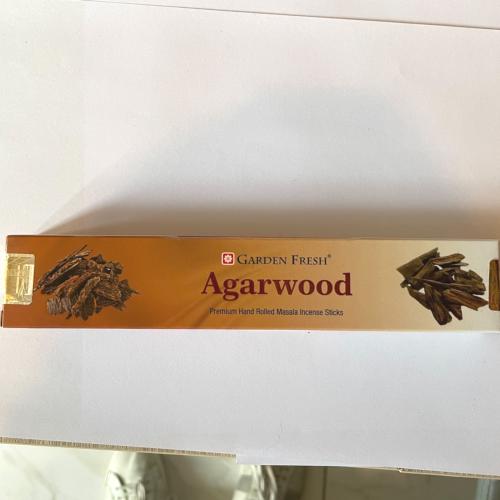 GARDEN FRESH®
Agarwood
Premium Hand Rolled Masala Incense Sticks